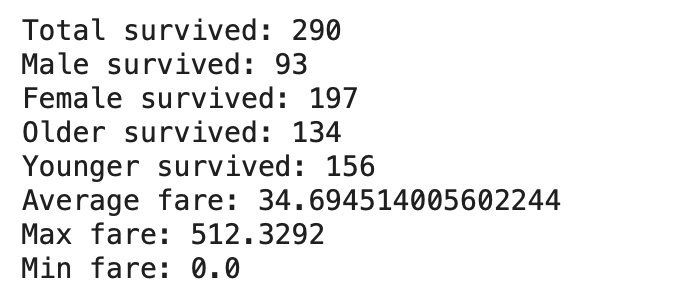 Total survived: 290
Male survived: 93
Female survived: 197
Older survived: 134
Younger survived: 156
Average fare: 34.694514005602244
Max fare: 512.3292
Min fare: 0.0